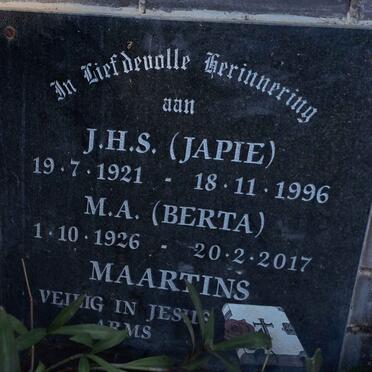 In Liefdevolle Herinnering
aan
J.H.S. (JAPIE)
19·7·1921 - 18·11·1996
M.A. (BERTA)
1·10·1926 - 20·2·2017
MAARTINS
VEILIG IN JESUS
ARMS